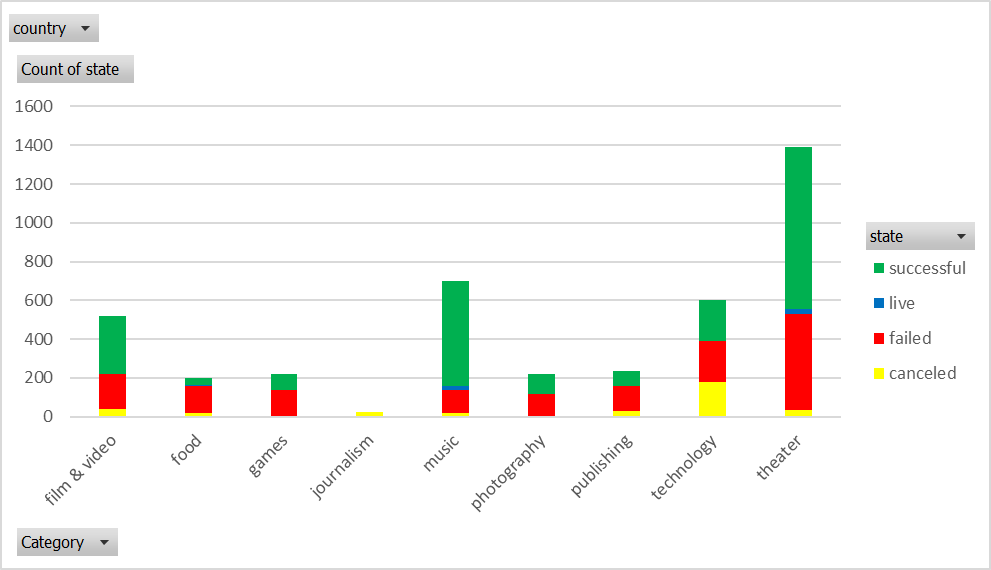 country
Count of state
1600
1400
1200
1000
800
600
400
200
0
film & video
food
games
journalism
music
photography
publishing
technology
theater
state
successful
live
failed
canceled
Category